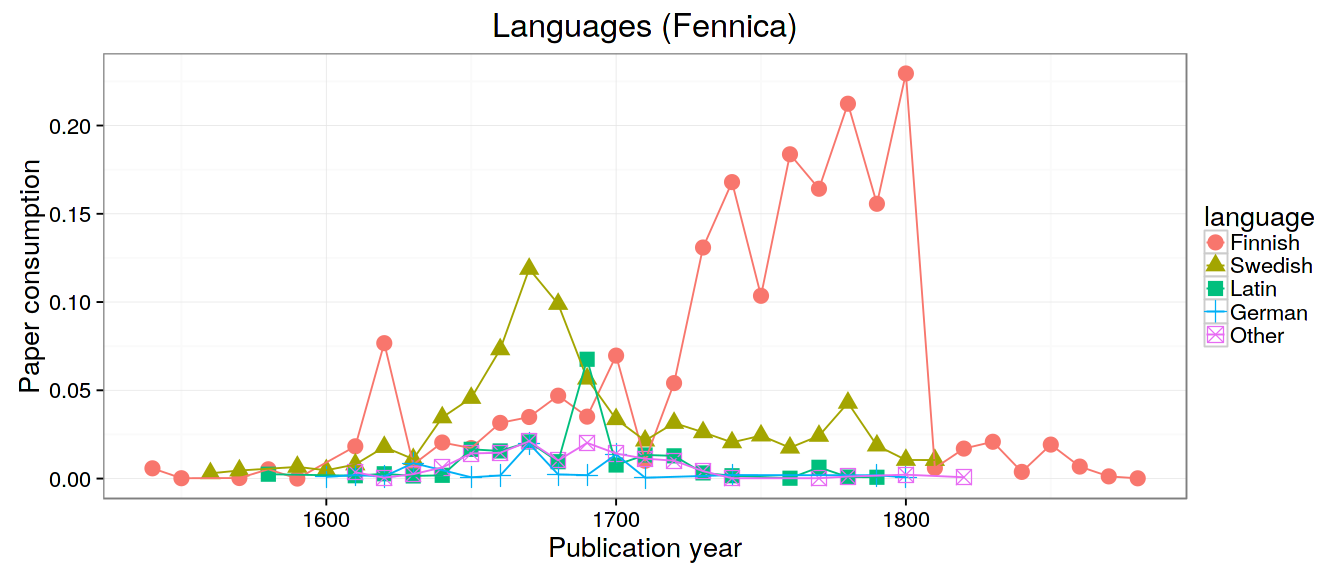 Languages (Fennica)
Paper consumption
0.20
0.15
0.10
0.05
0.00
1600 1700 1800
Publication year
language
Finnish
Swedish
Latin
German
Other